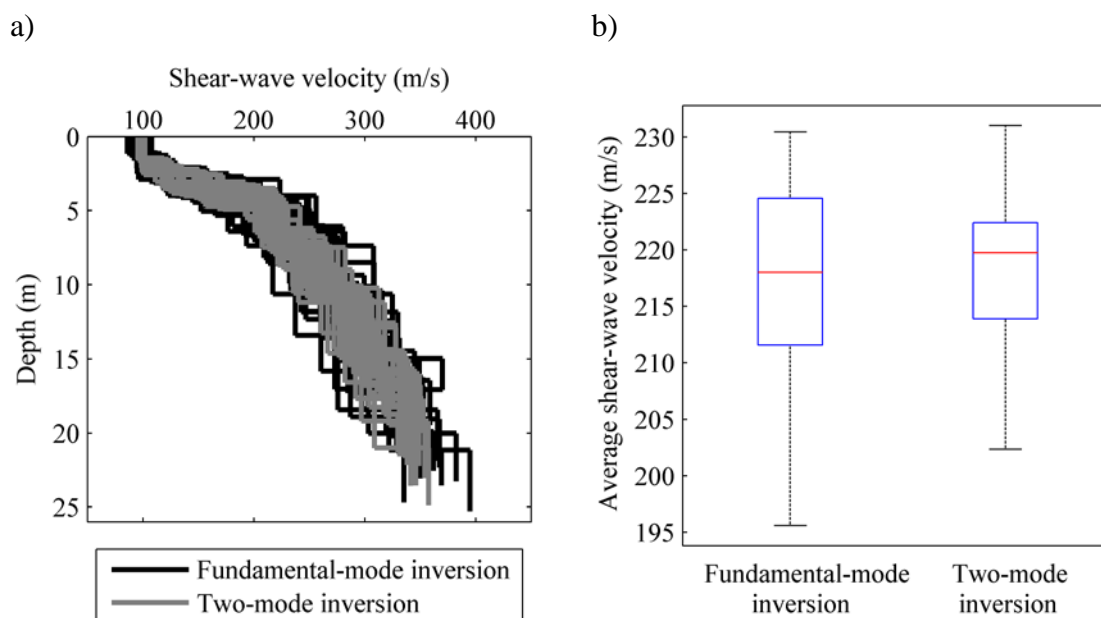 a)
Shear-wave velocity (m/s)
100 200 300 400
0
5
10
15
20
25
Depth (m)
Fundamental-mode inversion
Two-mode inversion
b)
230
225
220
215
210
205
200
195
Average shear-wave velocity (m/s)
Fundamental-mode
inversion
Two-mode
inversion